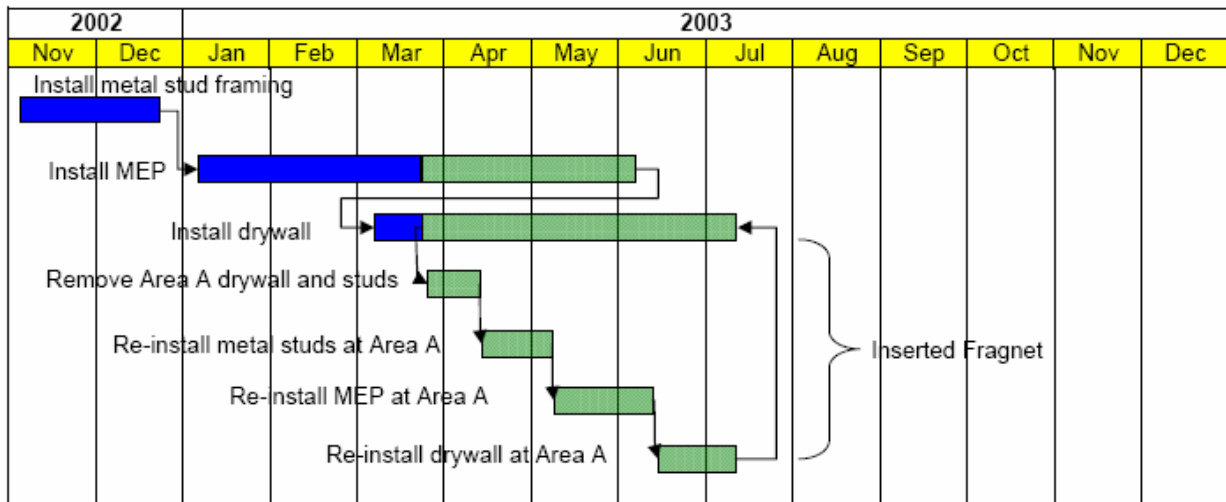 2002 2003
Nov Dec Jan Feb Mar Apr May Jun Jul Aug Sep Oct Nov Dec
Install metal stud framing
Install MEP
Install drywall
Remove Area A drywall and studs
Re-install metal studs at Area A
Inserted Fragnet
Re-install MEP at Area A
Re-install drywall at Area A